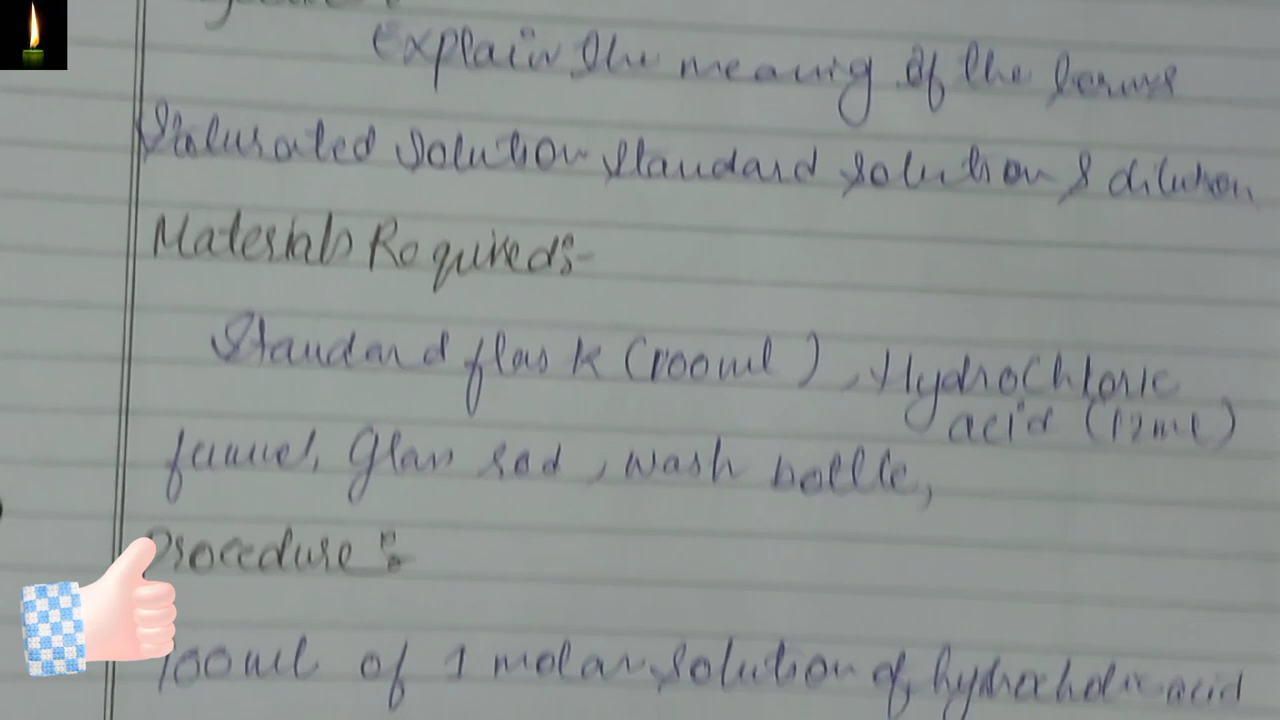 Explain the meaning of the terms
Saturated solution standard solution & dilution
Materials Required:-
Standard flask (100ml), Hydrochloric
acid (12ml)
funnel, glass rod, wash bottle,
Procedure :-
100ml of 1 molar solution of hydrochloric acid